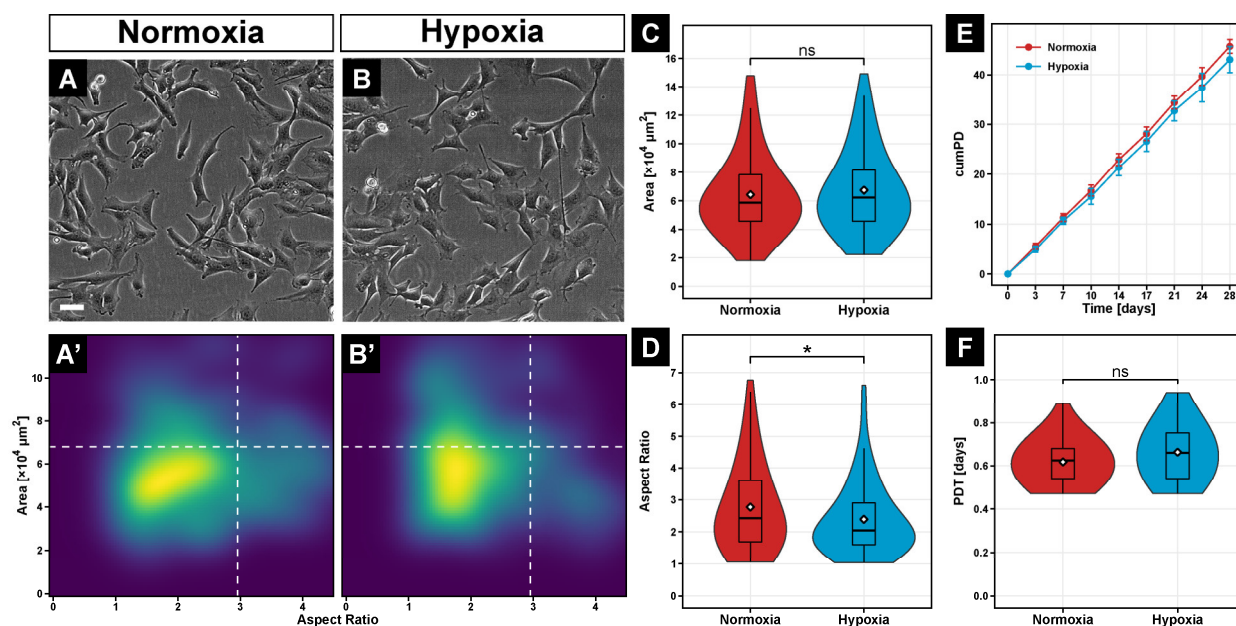 Normoxia
Hypoxia
A
B
A’
B’
Area [×10⁴ μm²]
10
8
6
4
2
0
0
1
2
3
4
0
1
2
3
4
Aspect Ratio
C
ns
Area [×10⁴ μm²]
16
14
12
10
8
6
4
2
0
Normoxia
Hypoxia
D
*
Aspect Ratio
7
6
5
4
3
2
1
0
Normoxia
Hypoxia
E
Normoxia
Hypoxia
cumPD
40
30
20
10
0
0
3
7
10
14
17
21
24
28
Time [days]
F
ns
PDT [days]
1.0
0.8
0.6
0.4
0.2
0.0
Normoxia
Hypoxia